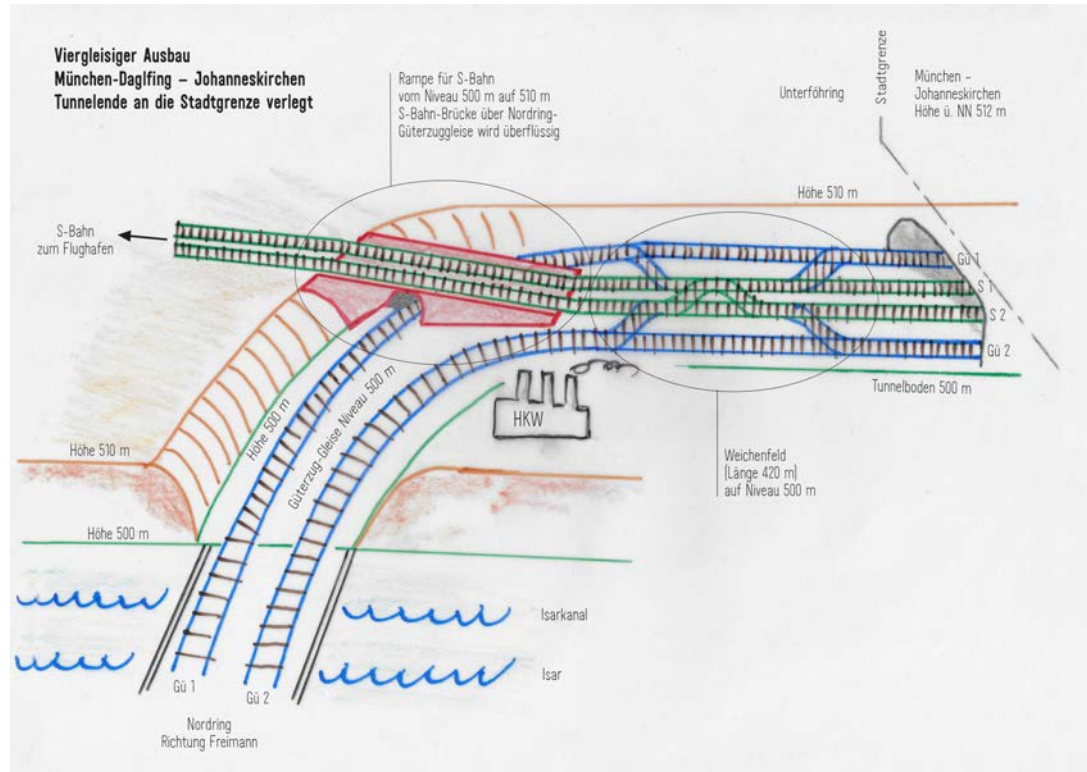 Viergleisiger Ausbau
München-Daglfing – Johanneskirchen
Tunnelende an die Stadtgrenze verlegt
Rampe für S-Bahn
vom Niveau 500 m auf 510 m
S-Bahn-Brücke über Nordring-
Güterzuggleise wird überflüssig
Unterföhring
Stadtgrenze
München –
Johanneskirchen
Höhe ü. NN 512 m
Höhe 510 m
S-Bahn
zum Flughafen
Gü 1
S 1
S 2
Gü 2
Tunnelboden 500 m
HKW
Höhe 500 m
Güterzug-Gleise Niveau 500 m
Weichenfeld
(Länge 420 m)
auf Niveau 500 m
Höhe 510 m
Höhe 500 m
Isarkanal
Isar
Gü 1
Gü 2
Nordring
Richtung Freimann